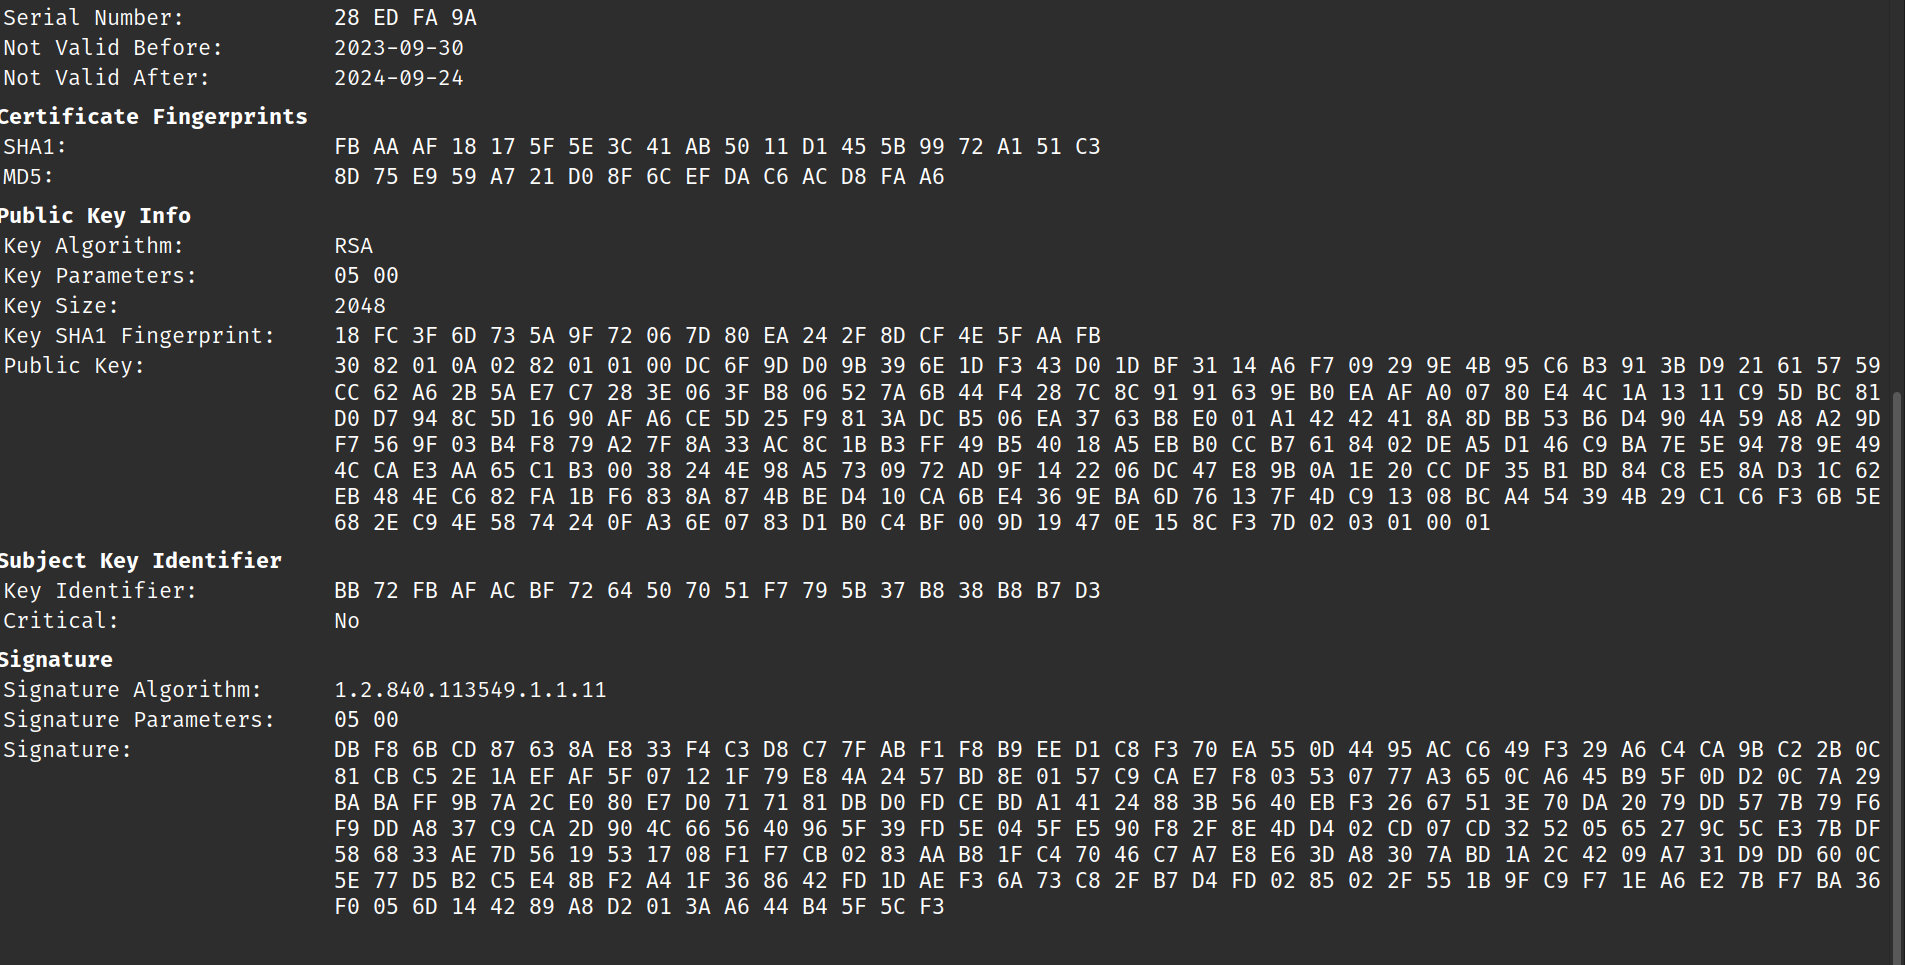 Serial Number: 28 ED FA 9A
Not Valid Before: 2023-09-30
Not Valid After: 2024-09-24
Certificate Fingerprints
SHA1: FB AA AF 18 17 5F 5E 3C 41 AB 50 11 D1 45 5B 99 72 A1 51 C3
MD5: 8D 75 E9 59 A7 21 D0 8F 6C EF DA C6 AC D8 FA A6
Public Key Info
Key Algorithm: RSA
Key Parameters: 05 00
Key Size: 2048
Key SHA1 Fingerprint: 18 FC 3F 6D 73 5A 9F 72 06 7D 80 EA 24 2F 8D CF 4E 5F AA FB
Public Key: 30 82 01 0A 02 82 01 01 00 DC 6F 9D D0 9B 39 6E 1D F3 43 D0 1D BF 31 14 A6 F7 09 29 9E 4B 95 C6 B3 91 3B D9 21 61 57 59
CC 62 A6 2B 5A E7 C7 28 3E 06 3F B8 06 52 7A 6B 44 F4 28 7C 8C 91 91 63 9E B0 EA AF A0 07 80 E4 4C 1A 13 11 C9 5D BC 81
D0 D7 94 8C 5D 16 90 AF A6 CE 5D 25 F9 81 3A DC B5 06 EA 37 63 B8 E0 01 A1 42 42 41 8A 8D BB 53 B6 D4 90 4A 59 A8 A2 9D
F7 56 9F 03 B4 F8 79 A2 7F 8A 33 AC 8C 1B B3 FF 49 B5 40 18 A5 EB B0 CC B7 61 84 02 DE A5 D1 46 C9 BA 7E 5E 94 78 9E 49
4C CA E3 AA 65 C1 B3 00 38 24 4E 98 A5 73 09 72 AD 9F 14 22 06 DC 47 E8 9B 0A 1E 20 CC DF 35 B1 BD 84 C8 E5 8A D3 1C 62
EB 48 4E C6 82 FA 1B F6 83 8A 87 4B BE D4 10 CA 6B E4 36 9E BA 6D 76 13 7F 4D C9 13 08 BC A4 54 39 4B 29 C1 C6 F3 6B 5E
68 2E C9 4E 58 74 24 0F A3 6E 07 83 D1 B0 C4 BF 00 9D 19 47 0E 15 8C F3 7D 02 03 01 00 01
Subject Key Identifier
Key Identifier: BB 72 FB AF AC BF 72 64 50 70 51 F7 79 5B 37 B8 38 B8 B7 D3
Critical: No
Signature
Signature Algorithm: 1.2.840.113549.1.1.11
Signature Parameters: 05 00
Signature: DB F8 6B CD 87 63 8A E8 33 F4 C3 D8 C7 7F AB F1 F8 B9 EE D1 C8 F3 70 EA 55 0D 44 95 AC C6 49 F3 29 A6 C4 CA 9B C2 2B 0C
81 CB C5 2E 1A EF AF 5F 07 12 1F 79 E8 4A 24 57 BD 8E 01 57 C9 CA E7 F8 03 53 07 77 A3 65 0C A6 45 B9 5F 0D D2 0C 7A 29
BA BA FF 9B 7A 2C E0 80 E7 D0 71 71 81 DB D0 FD CE BD A1 41 24 88 3B 56 40 EB F3 26 67 51 3E 70 DA 20 79 DD 57 7B 79 F6
F9 DD A8 37 C9 CA 2D 90 4C 66 56 40 96 5F 39 FD 5E 04 5F E5 90 F8 2F 8E 4D D4 02 CD 07 CD 32 52 05 65 27 9C 5C E3 7B DF
58 68 33 AE 7D 56 19 53 17 08 F1 F7 CB 02 83 AA B8 1F C4 70 46 C7 A7 E8 E6 3D A8 30 7A BD 1A 2C 42 09 A7 31 D9 DD 60 0C
5E 77 D5 B2 C5 E4 8B F2 A4 1F 36 86 42 FD 1D AE F3 6A 73 C8 2F B7 D4 FD 02 85 02 2F 55 1B 9F C9 F7 1E A6 E2 7B F7 BA 36
F0 05 6D 14 42 89 A8 D2 01 3A A6 44 B4 5F 5C F3